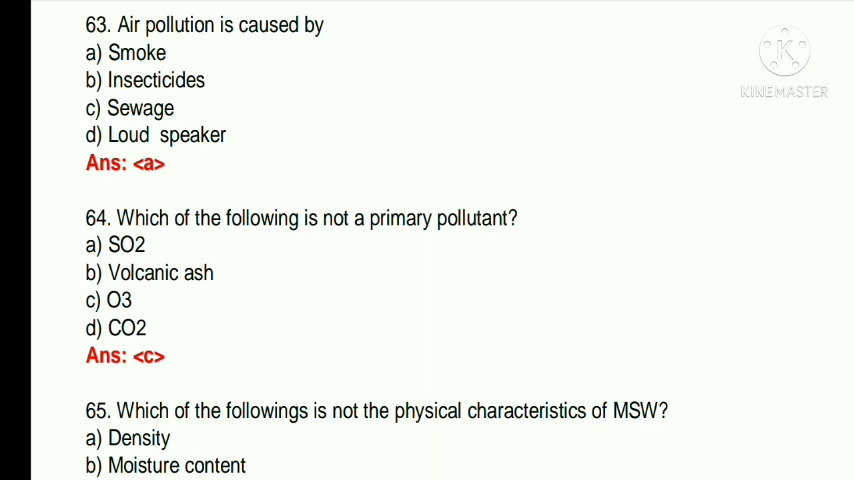 63. Air pollution is caused by
a) Smoke
b) Insecticides
c) Sewage
d) Loud speaker
Ans: <a>
64. Which of the following is not a primary pollutant?
a) SO2
b) Volcanic ash
c) O3
d) CO2
Ans: <c>
65. Which of the followings is not the physical characteristics of MSW?
a) Density
b) Moisture content
K
KINEMASTER